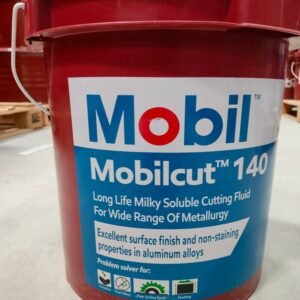 Mobil™
Mobilcut™ 140
Long Life Milky Soluble Cutting Fluid
For Wide Range Of Metallurgy
Excellent surface finish and non-staining
properties in aluminum alloys
Problem solver for: